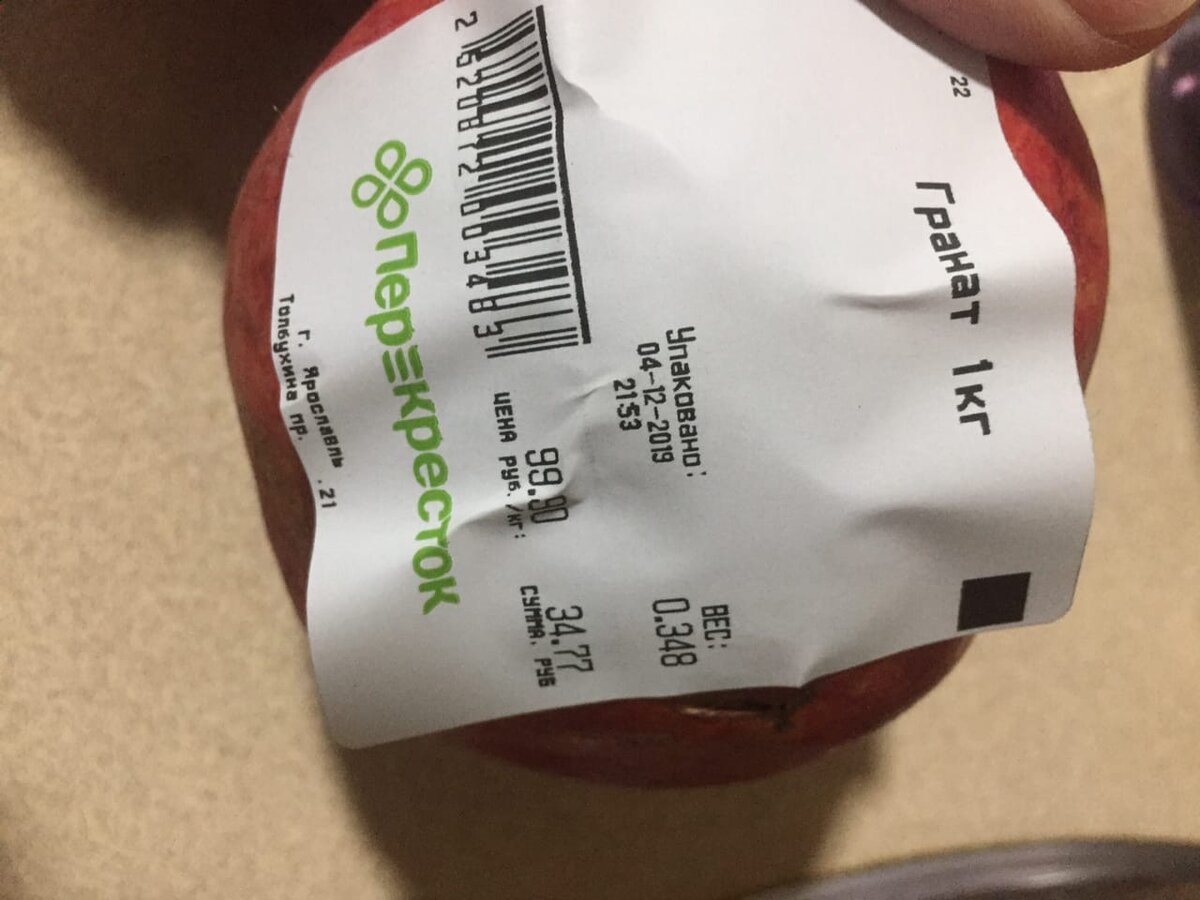 22
Гранат 1кг
Упаковано:
04-12-2019
21:53
ВЕС:
0.348
99.90
ЦЕНА РУБ./КГ:
34.77
СУММА, РУБ
перекресток
г. Ярославль
Толбухина пр. .21